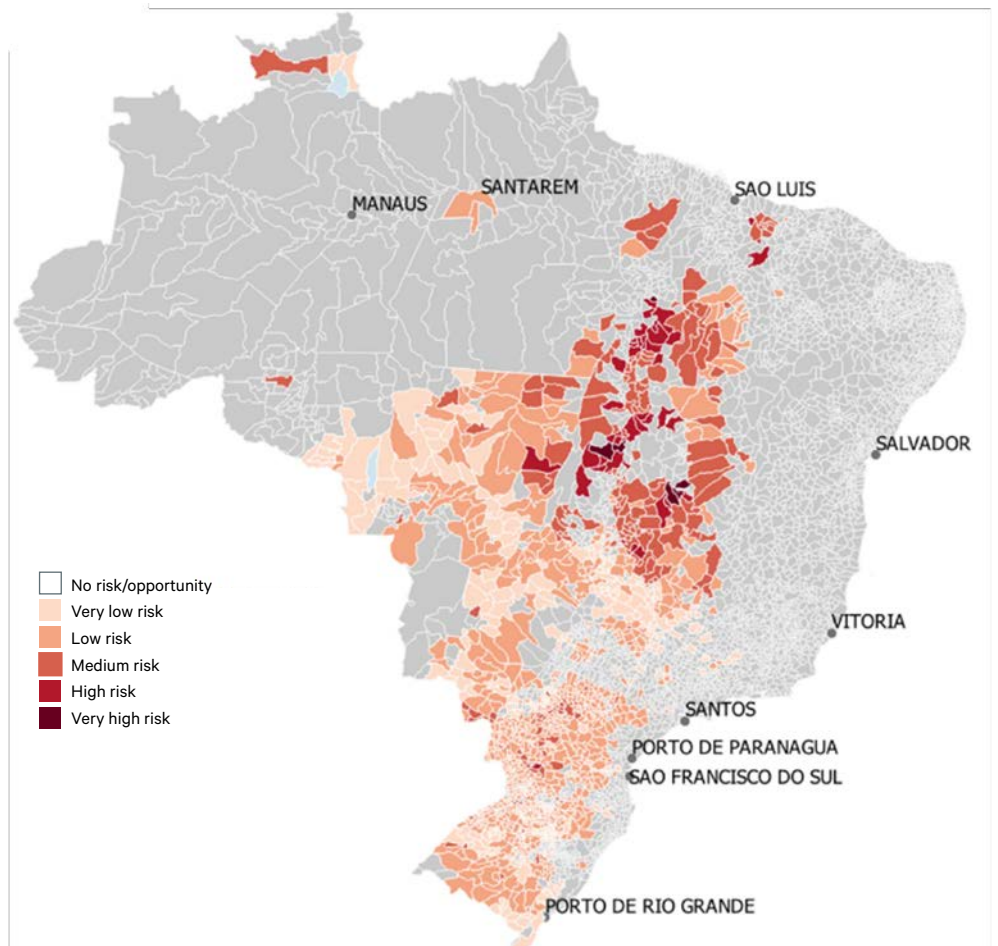 SANTAREM
SAO LUIS
MANAUS
SALVADOR
No risk/opportunity
Very low risk
Low risk
Medium risk
High risk
Very high risk
VITORIA
SANTOS
PORTO DE PARANAGUA
SAO FRANCISCO DO SUL
PORTO DE RIO GRANDE